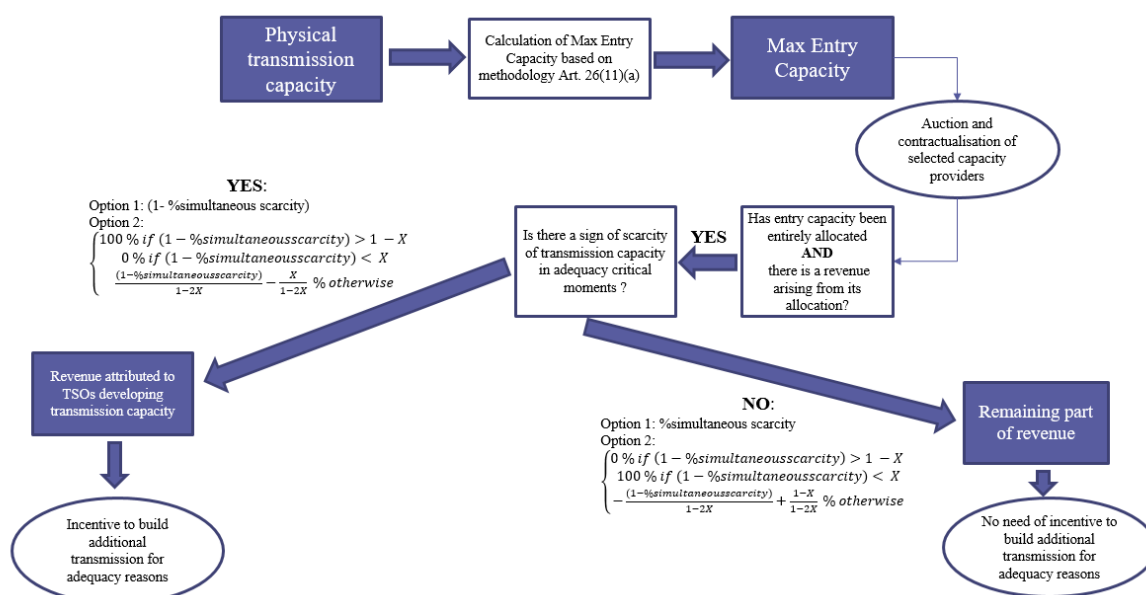 Physical
transmission
capacity
Calculation of Max Entry
Capacity based on
methodology Art. 26(11)(a)
Max Entry
Capacity
Auction and
contractualisation of
selected capacity
providers
Has entry capacity been
entirely allocated
AND
there is a revenue
arising from its
allocation?
YES
Is there a sign of scarcity
of transmission capacity
in adequacy critical
moments ?
YES:
Option 1: (1- %simultaneous scarcity)
Option 2:
100 % if (1 − %simultaneousscarcity) > 1 − X
0 % if (1 − %simultaneousscarcity) < X
(1−%simultaneousscarcity)/1−2X − X/1−2X % otherwise
Revenue attributed to
TSOs developing
transmission capacity
Incentive to build
additional
transmission for
adequacy reasons
NO:
Option 1: %simultaneous scarcity
Option 2:
0 % if (1 − %simultaneousscarcity) > 1 − X
100 % if (1 − %simultaneousscarcity) < X
− (1−%simultaneousscarcity)/1−2X + 1−X/1−2X % otherwise
Remaining part
of revenue
No need of incentive to
build additional
transmission for
adequacy reasons